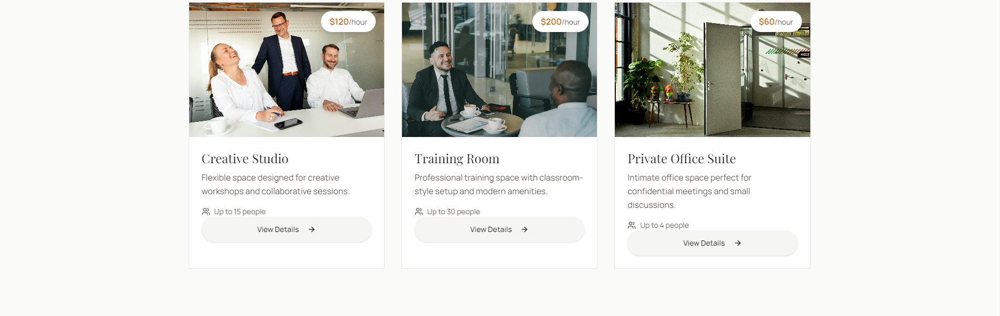 $120/hour
$200/hour
$60/hour
MEET
Creative Studio
Flexible space designed for creative
workshops and collaborative sessions.
Up to 15 people
View Details
Training Room
Professional training space with classroom-
style setup and modern amenities.
Up to 30 people
View Details
Private Office Suite
Intimate office space perfect for
confidential meetings and small
discussions.
Up to 4 people
View Details